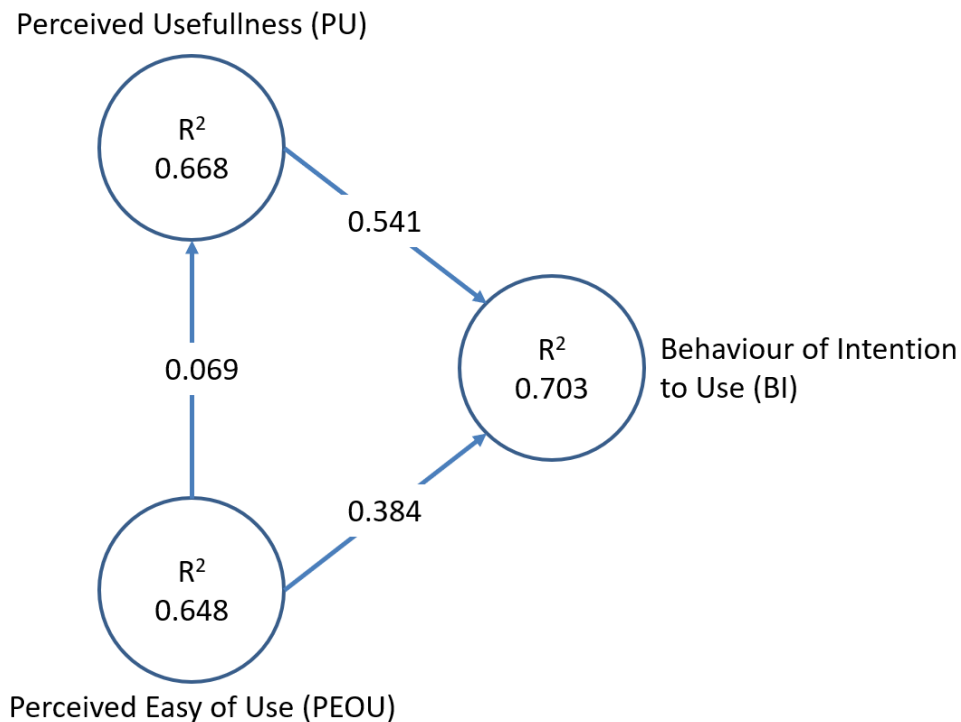 Perceived Usefullness (PU)
R²
0.668
0.541
R²
0.703
Behaviour of Intention
to Use (BI)
0.069
0.384
R²
0.648
Perceived Easy of Use (PEOU)